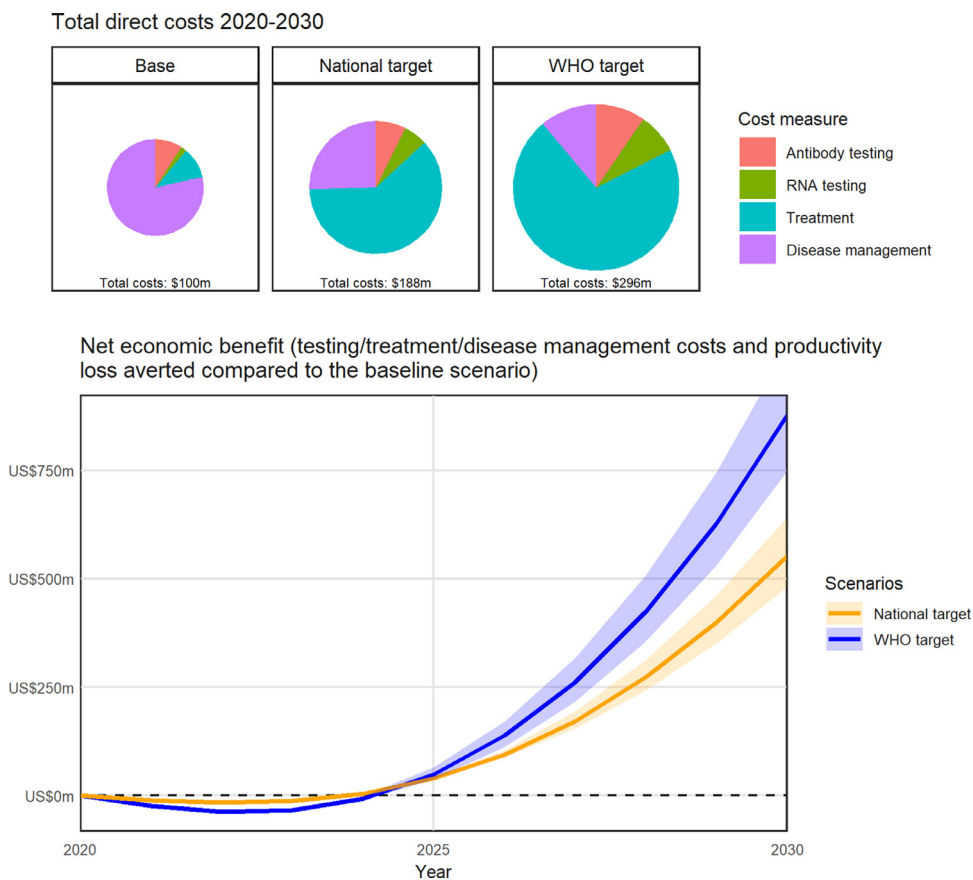 Total direct costs 2020-2030
Base
National target
WHO target
Total costs: $100m
Total costs: $188m
Total costs: $296m
Cost measure
Antibody testing
RNA testing
Treatment
Disease management
Net economic benefit (testing/treatment/disease management costs and productivity
loss averted compared to the baseline scenario)
US$750m
US$500m
US$250m
US$0m
2020
2025
2030
Year
Scenarios
National target
WHO target